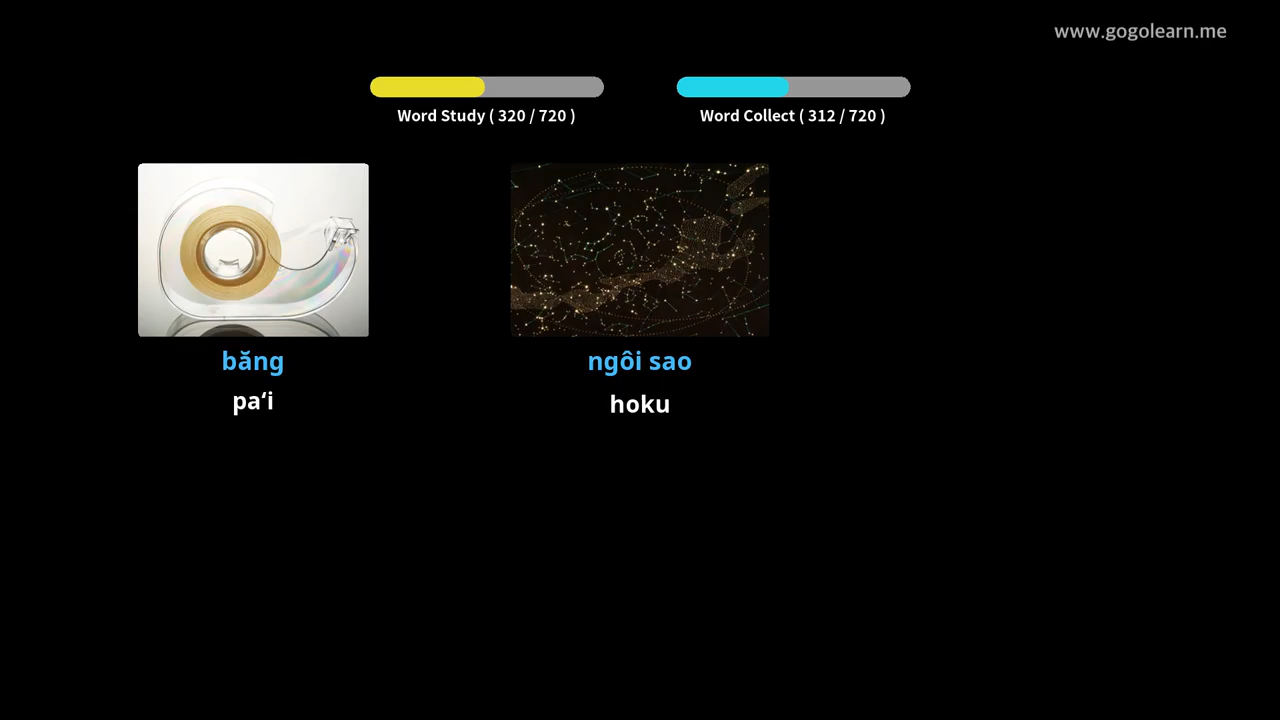 www.gogolearn.me
Word Study ( 320 / 720 )
Word Collect ( 312 / 720 )
băng
paʻi
ngôi sao
hoku